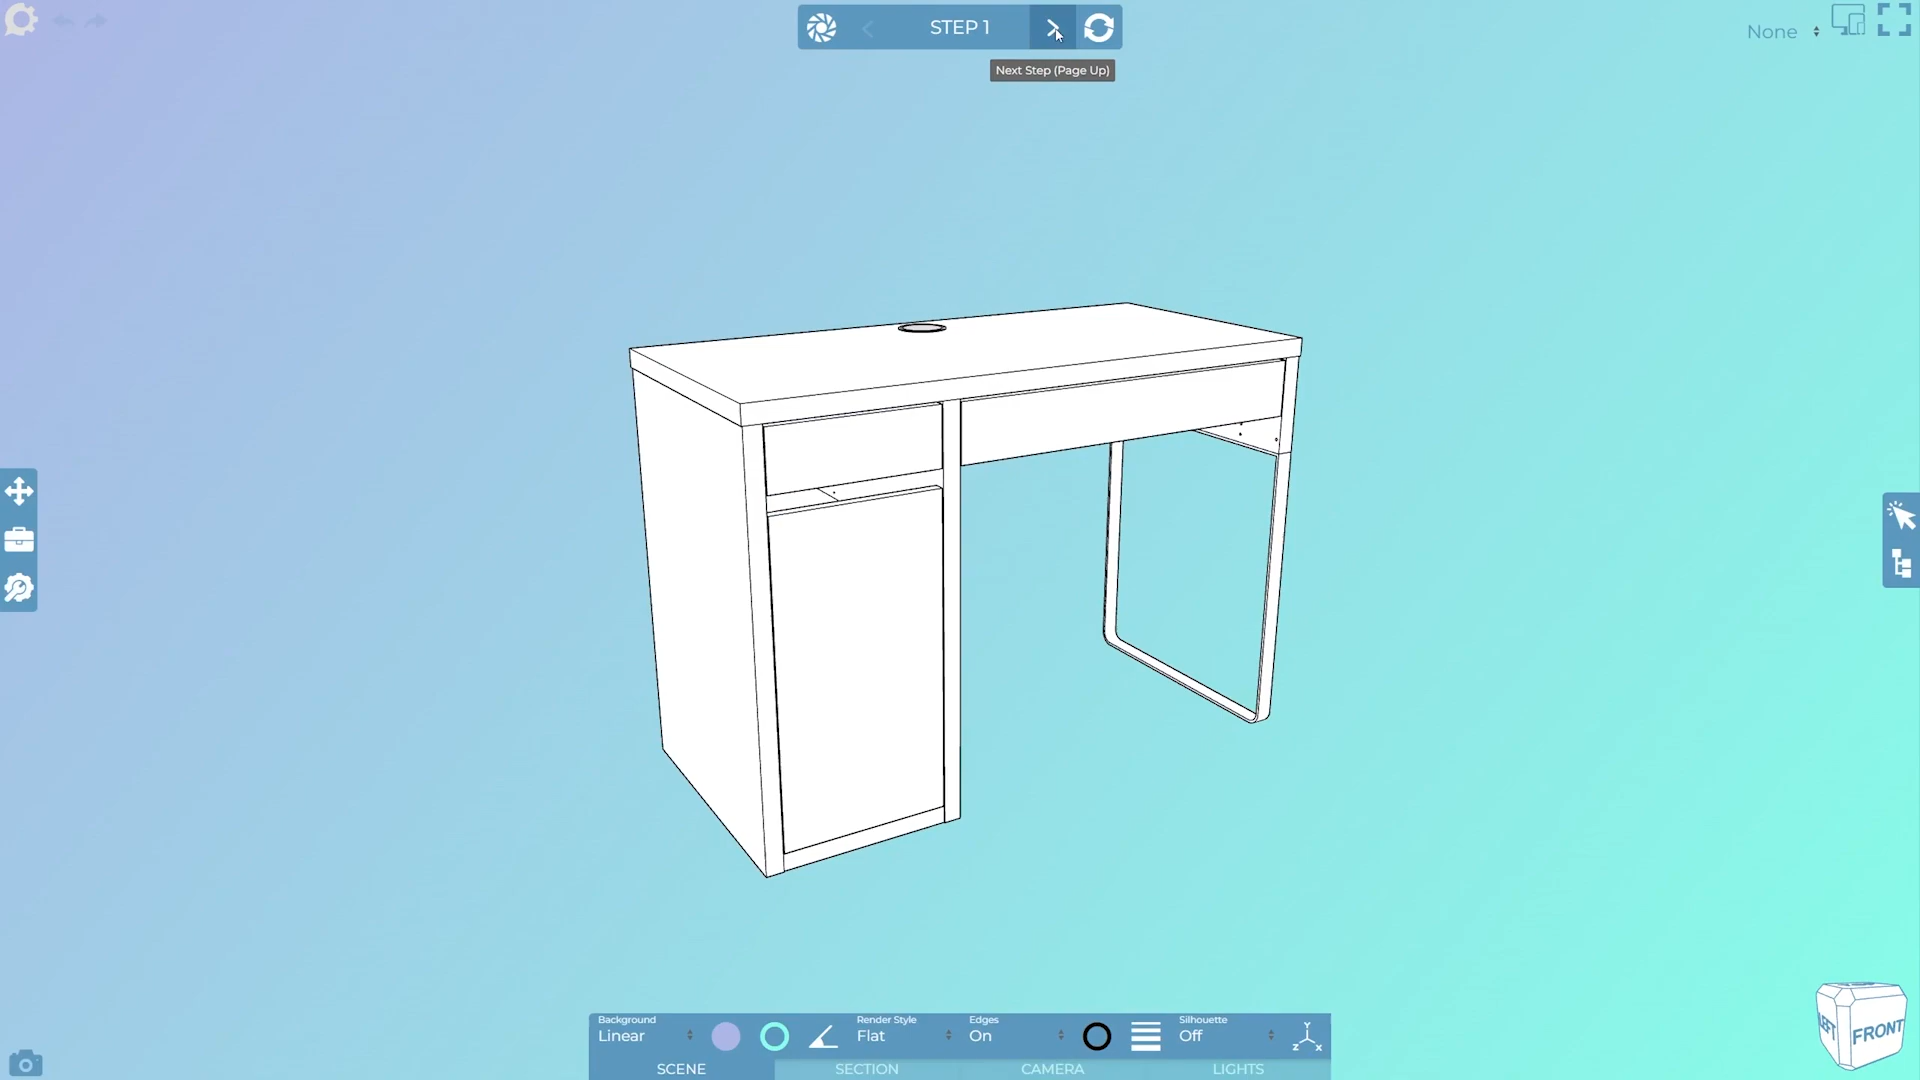 STEP 1
None
Next Step (Page Up)
LEFT
FRONT
Background
Linear
Render Style
Flat
Edges
On
Silhouette
Off
Y
Z
X
SCENE
SECTION
CAMERA
LIGHTS